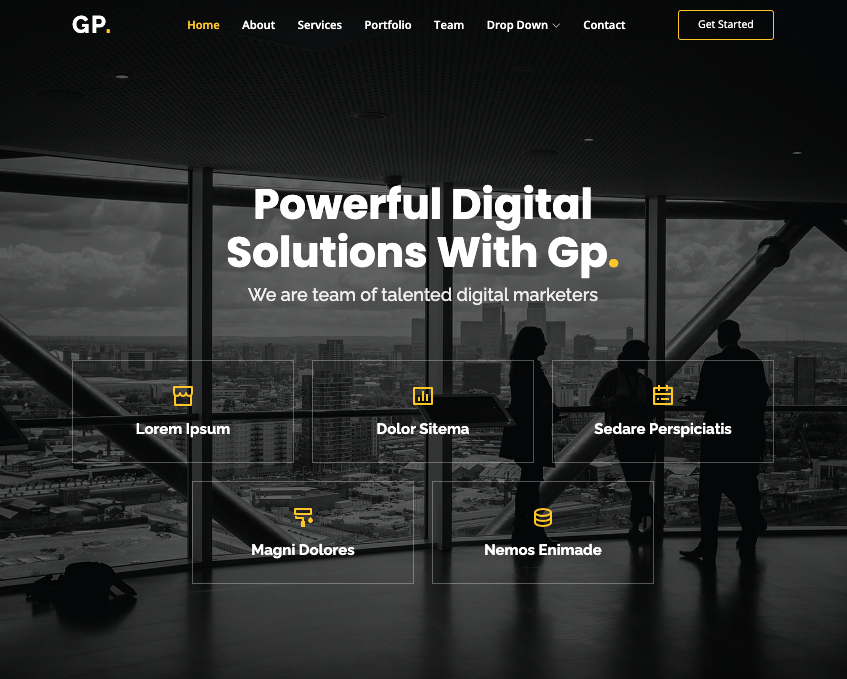 GP.
Home About Services Portfolio Team Drop Down Contact Get Started
Powerful Digital
Solutions With Gp.
We are team of talented digital marketers
Lorem Ipsum
Dolor Sitema
Sedare Perspiciatis
Magni Dolores
Nemos Enimade